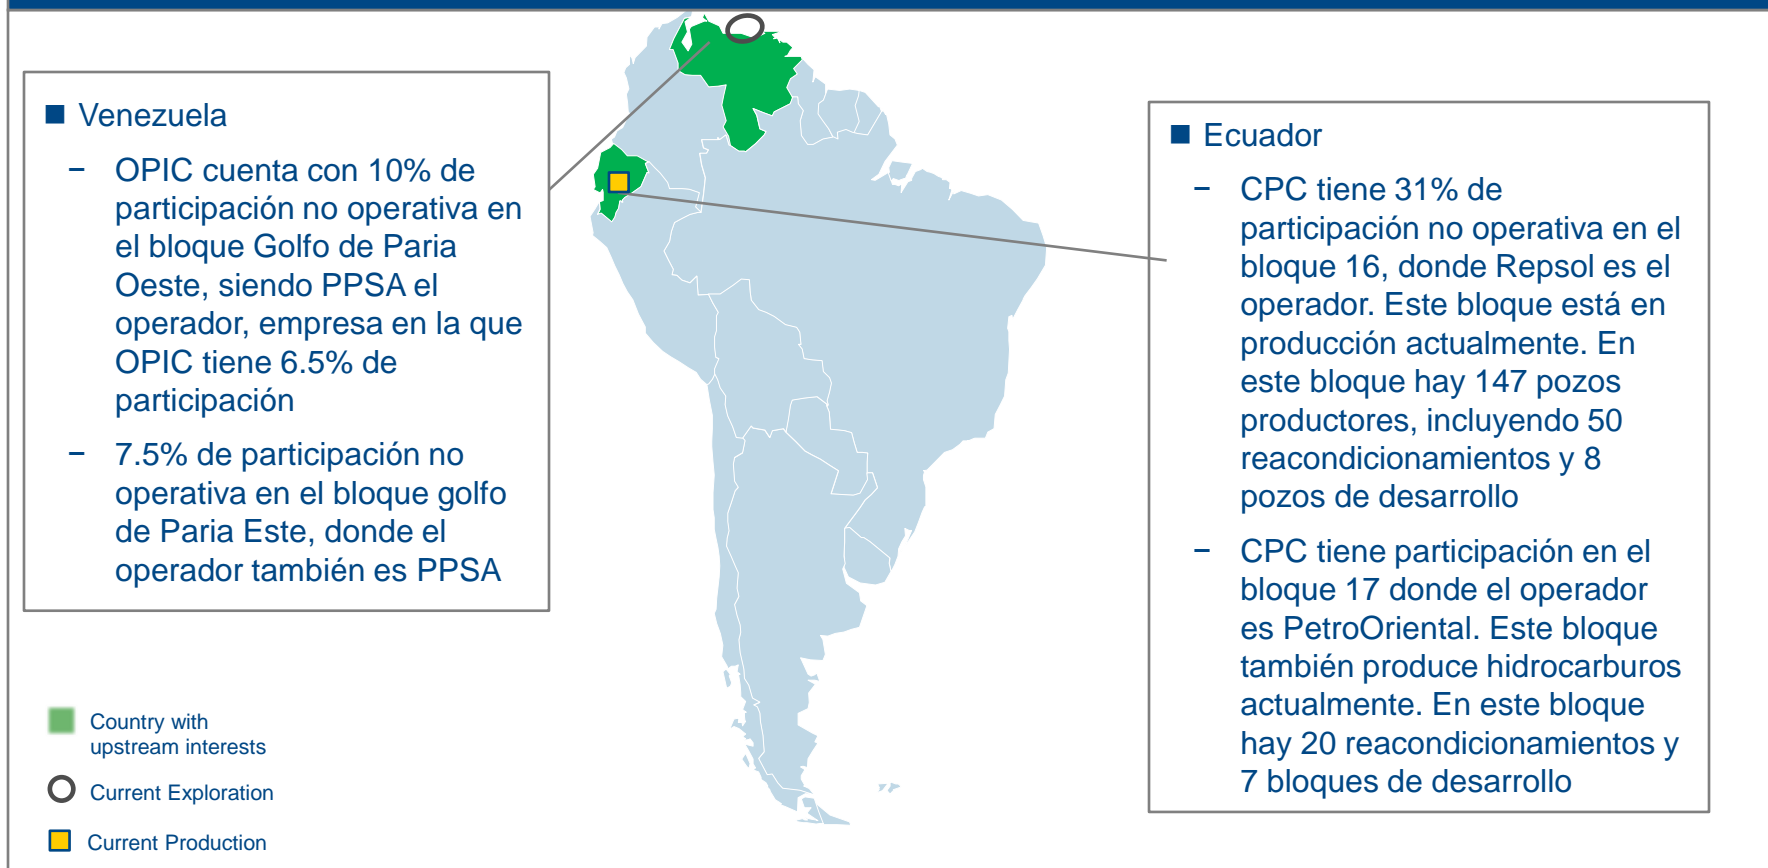 ■ Venezuela
− OPIC cuenta con 10% de
participación no operativa en
el bloque Golfo de Paria
Oeste, siendo PPSA el
operador, empresa en la que
OPIC tiene 6.5% de
participación
− 7.5% de participación no
operativa en el bloque golfo
de Paria Este, donde el
operador también es PPSA
■ Ecuador
− CPC tiene 31% de
participación no operativa en el
bloque 16, donde Repsol es el
operador. Este bloque está en
producción actualmente. En
este bloque hay 147 pozos
productores, incluyendo 50
reacondicionamientos y 8
pozos de desarrollo
− CPC tiene participación en el
bloque 17 donde el operador
es PetroOriental. Este bloque
también produce hidrocarburos
actualmente. En este bloque
hay 20 reacondicionamientos y
7 bloques de desarrollo
Country with
upstream interests
Current Exploration
Current Production